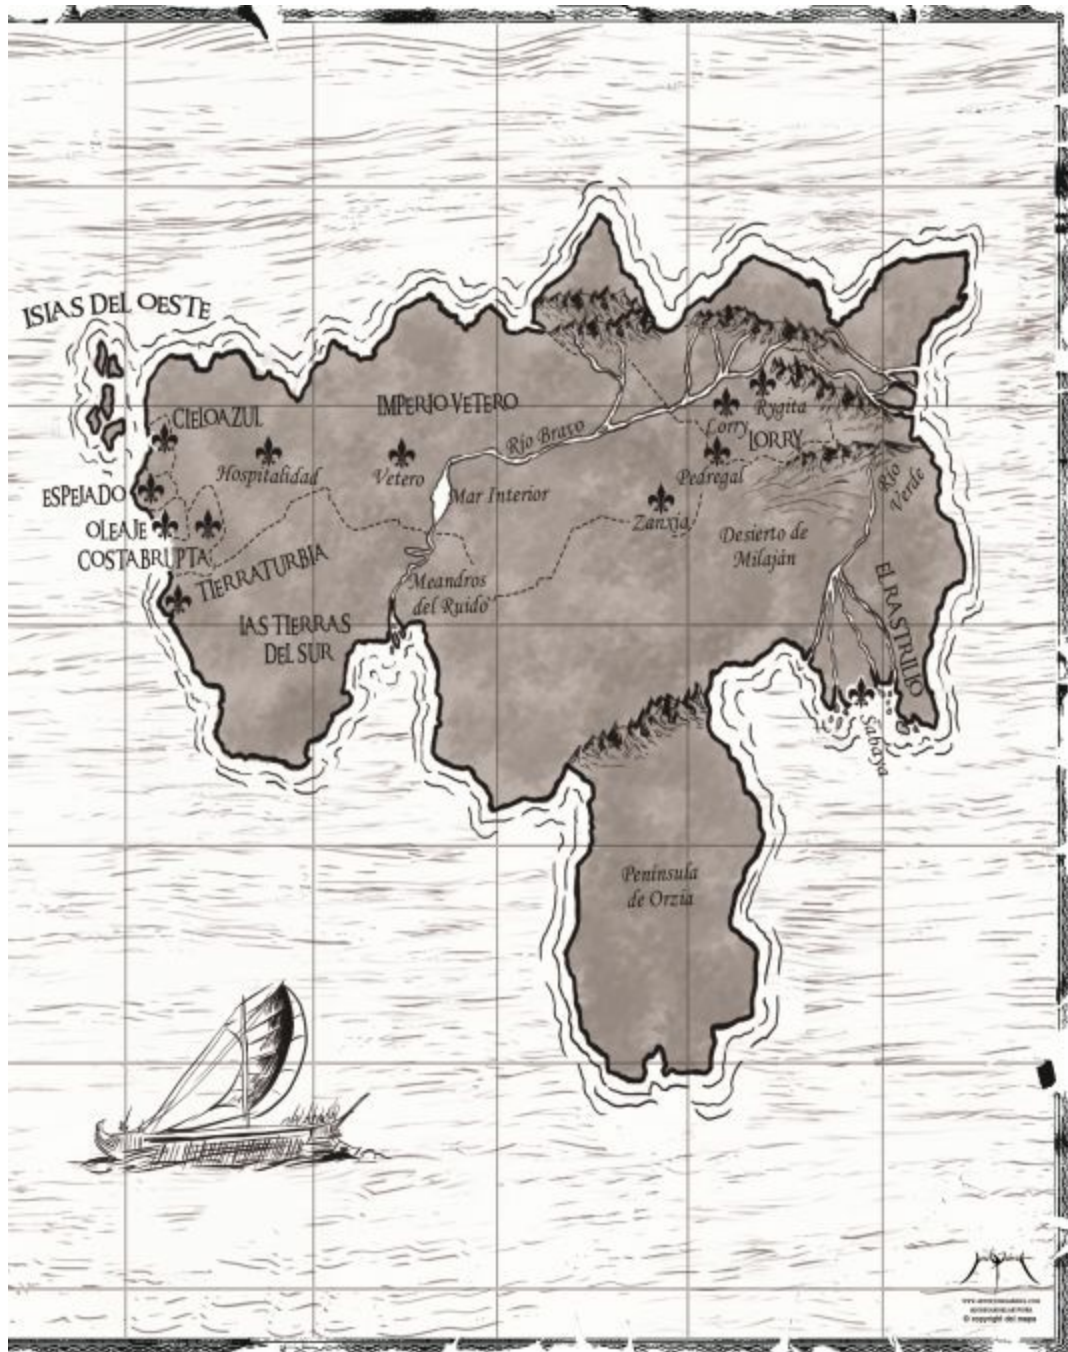 ISLAS DEL OESTE
CIELOAZUL
IMPERIO VETERO
Hospitalidad
Vetero
Río Bravo
Mar Interior
Rygita
Lorry
LORRY
Pedregal
Río
Verde
ESPEJADO
OLEAJE
COSTABRUPTA
Zanxia
Desierto de
Milaján
TIERRATURBIA
Meandros
del Ruido
LAS TIERRAS
DEL SUR
EL RASTRILLO
Sabaya
Península
de Orzia
© copyright del mapa